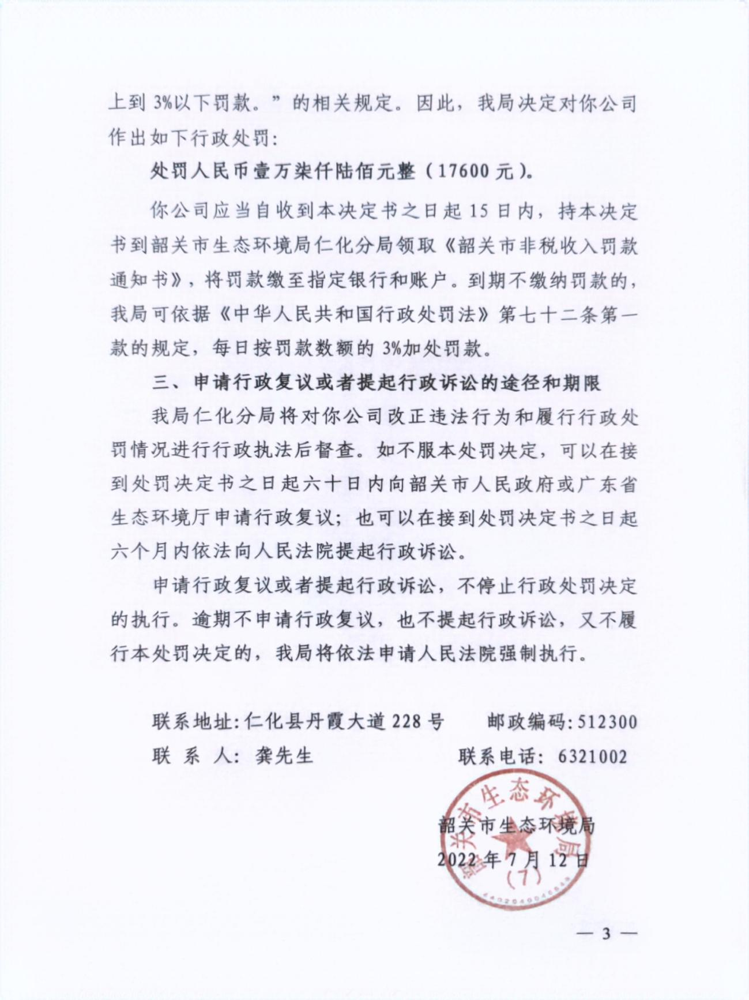 上到 3%以下罚款。”的相关规定。因此，我局决定对你公司
作出如下行政处罚：
处罚人民币壹万柒仟陆佰元整（17600 元）。
你公司应当自收到本决定书之日起 15 日内，持本决定
书到韶关市生态环境局仁化分局领取《韶关市非税收入罚款
通知书》，将罚款缴至指定银行和账户。到期不缴纳罚款的，
我局可依据《中华人民共和国行政处罚法》第七十二条第一
款的规定，每日按罚款数额的 3%加处罚款。
三、申请行政复议或者提起行政诉讼的途径和期限
我局仁化分局将对你公司改正违法行为和履行行政处
罚情况进行行政执法后督查。如不服本处罚决定，可以在接
到处罚决定书之日起六十日内向韶关市人民政府或广东省
生态环境厅申请行政复议；也可以在接到处罚决定书之日起
六个月内依法向人民法院提起行政诉讼。
申请行政复议或者提起行政诉讼，不停止行政处罚决定
的执行。逾期不申请行政复议，也不提起行政诉讼，又不履
行本处罚决定的，我局将依法申请人民法院强制执行。
联系地址：仁化县丹霞大道 228 号 邮政编码：512300
联 系 人： 龚先生 联系电话： 6321002
韶关市生态环境局
2022 年 7 月 12 日
韶关市生态环境局
（7）
— 3 —